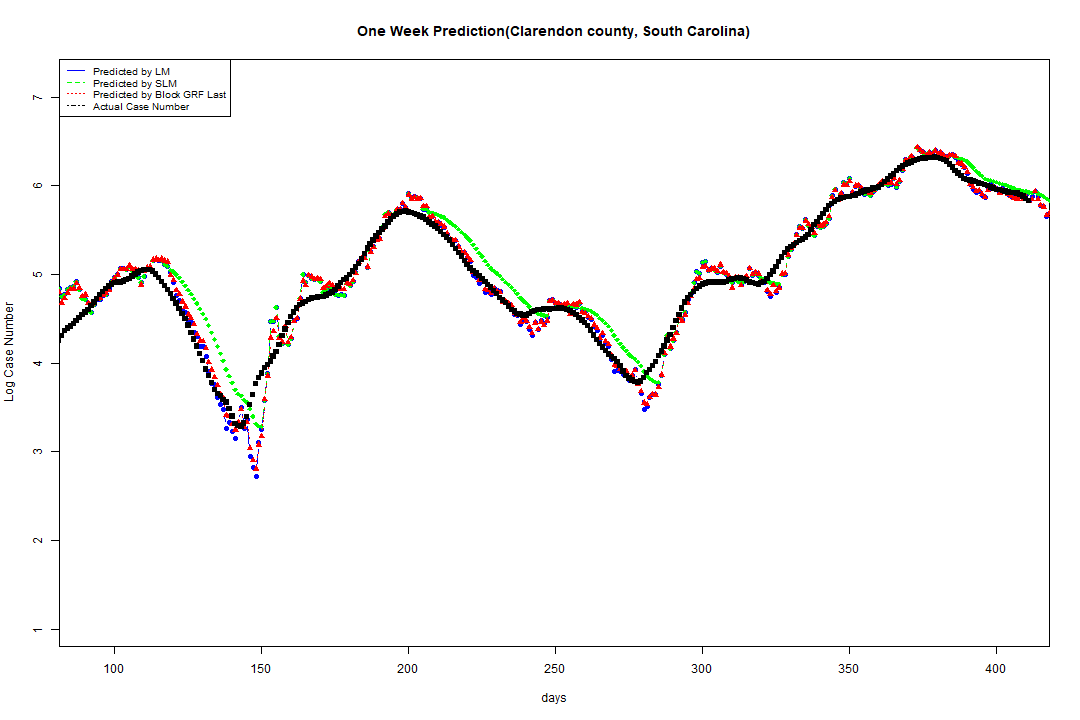 One Week Prediction(Clarendon county, South Carolina)
Predicted by LM
Predicted by SLM
Predicted by Block GRF Last
Actual Case Number
7
6
5
4
3
2
1
Log Case Number
100 150 200 250 300 350 400
days